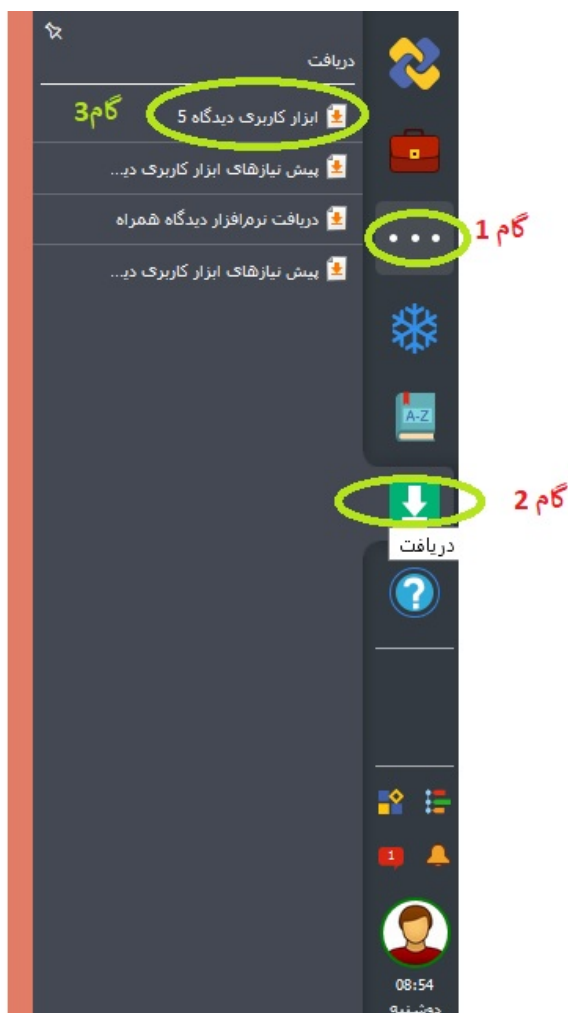 دریافت
ابزار کاربری دیدگاه 5
گام3
پیش نیازهای ابزار کاربری دی...
دریافت نرم‌افزار دیدگاه همراه
پیش نیازهای ابزار کاربری دی...
گام 1
A-Z
گام 2
دریافت
?
1
08:54
دوشنبه